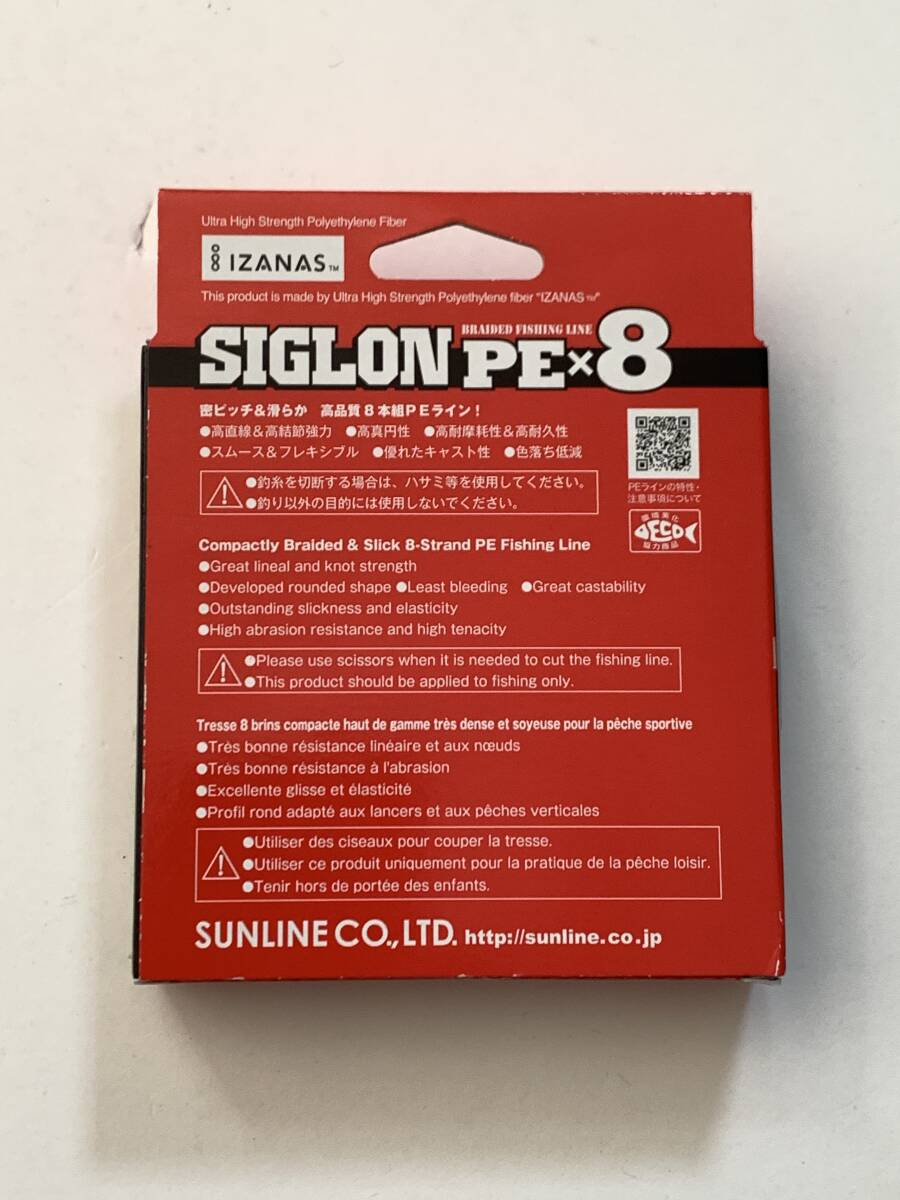 Ultra High Strength Polyethylene Fiber
IZANAS™
This product is made by Ultra High Strength Polyethylene fiber "IZANAS™"
BRAIDED FISHING LINE
SIGLON PE×8
密ピッチ&滑らか 高品質8本組PEライン!
●高直線&高結節強力 ●高真円性 ●高耐摩耗性&高耐久性
●スムース&フレキシブル ●優れたキャスト性 ●色落ち低減
●釣糸を切断する場合は、ハサミ等を使用してください。
●釣り以外の目的には使用しないでください。
PEラインの特性・
注意事項について
環境美化
DECO
協力商品
Compactly Braided & Slick 8-Strand PE Fishing Line
●Great lineal and knot strength
●Developed rounded shape ●Least bleeding ●Great castability
●Outstanding slickness and elasticity
●High abrasion resistance and high tenacity
●Please use scissors when it is needed to cut the fishing line.
●This product should be applied to fishing only.
Tresse 8 brins compacte haut de gamme très dense et soyeuse pour la pêche sportive
●Très bonne résistance linéaire et aux nœuds
●Très bonne résistance à l'abrasion
●Excellente glisse et élasticité
●Profil rond adapté aux lancers et aux pêches verticales
●Utiliser des ciseaux pour couper la tresse.
●Utiliser ce produit uniquement pour la pratique de la pêche loisir.
●Tenir hors de portée des enfants.
SUNLINE CO.,LTD. http://sunline.co.jp